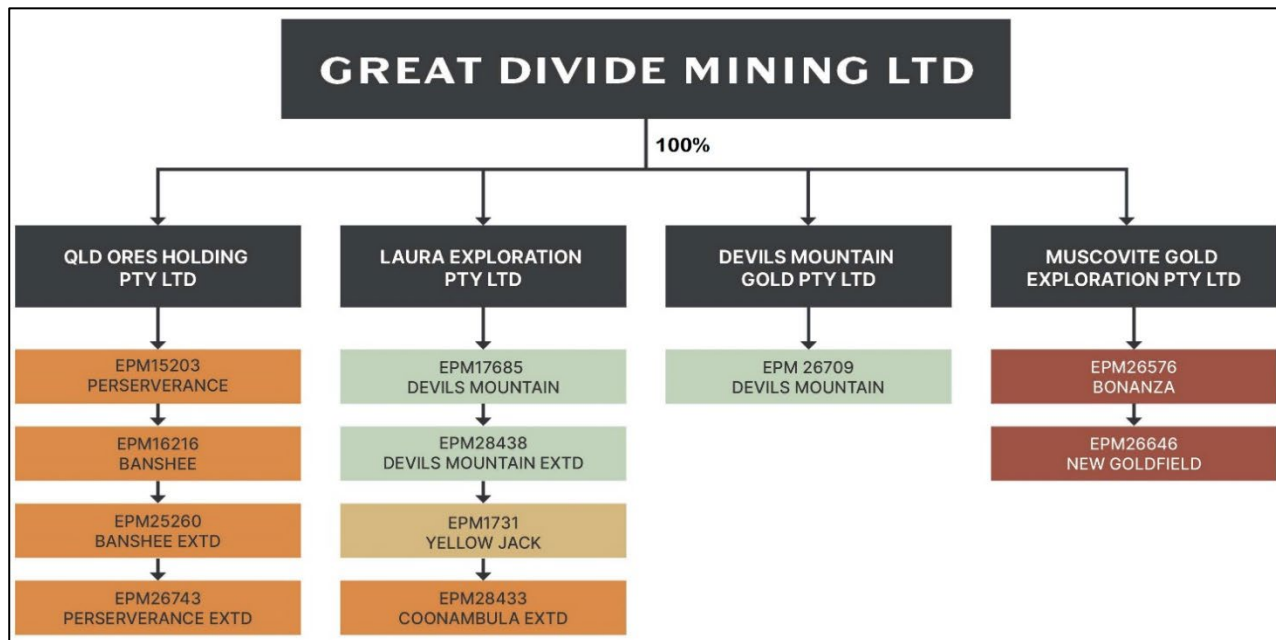 GREAT DIVIDE MINING LTD
100%
QLD ORES HOLDING
PTY LTD
EPM15203
PERSERVERANCE
EPM16216
BANSHEE
EPM25260
BANSHEE EXTD
EPM26743
PERSERVERANCE EXTD
LAURA EXPLORATION
PTY LTD
EPM17685
DEVILS MOUNTAIN
EPM28438
DEVILS MOUNTAIN EXTD
EPM1731
YELLOW JACK
EPM28433
COONAMBULA EXTD
DEVILS MOUNTAIN
GOLD PTY LTD
EPM 26709
DEVILS MOUNTAIN
MUSCOVITE GOLD
EXPLORATION PTY LTD
EPM26576
BONANZA
EPM26646
NEW GOLDFIELD